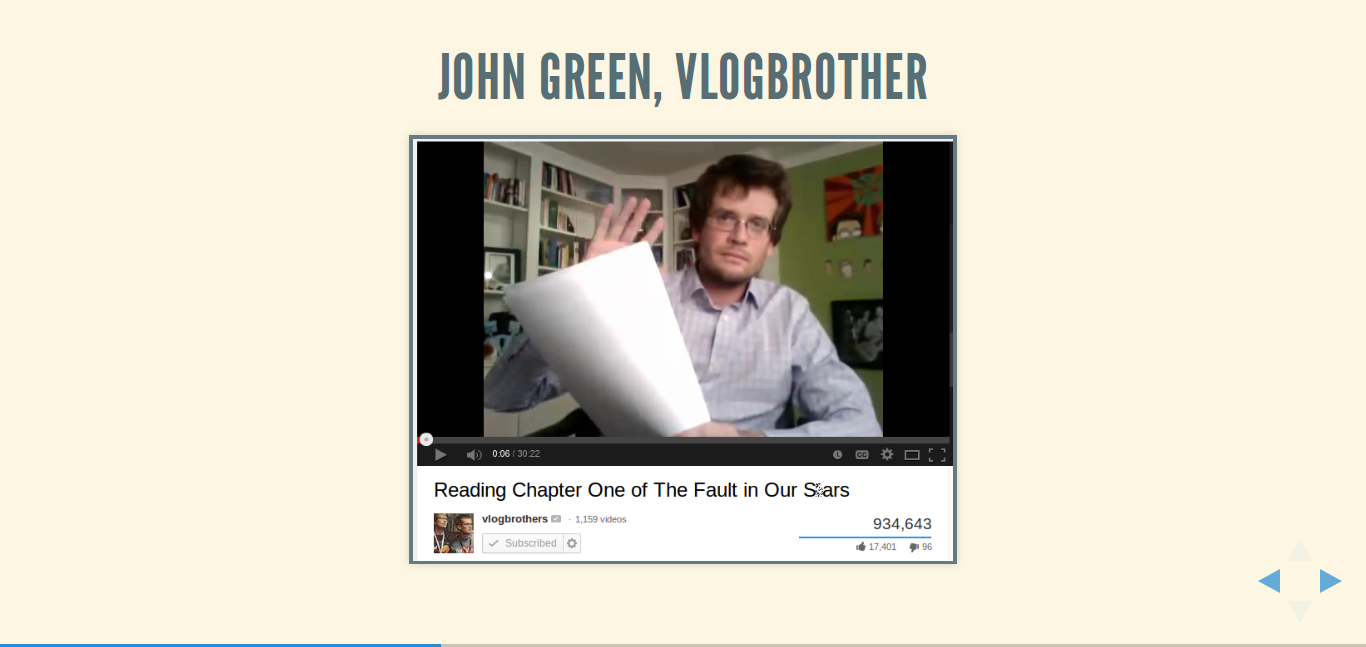 JOHN GREEN, VLOGBROTHER
0:06 / 30:22
CC
Reading Chapter One of The Fault in Our Stars
vlogbrothers · 1,159 videos
934,643
Subscribed
17,401 96